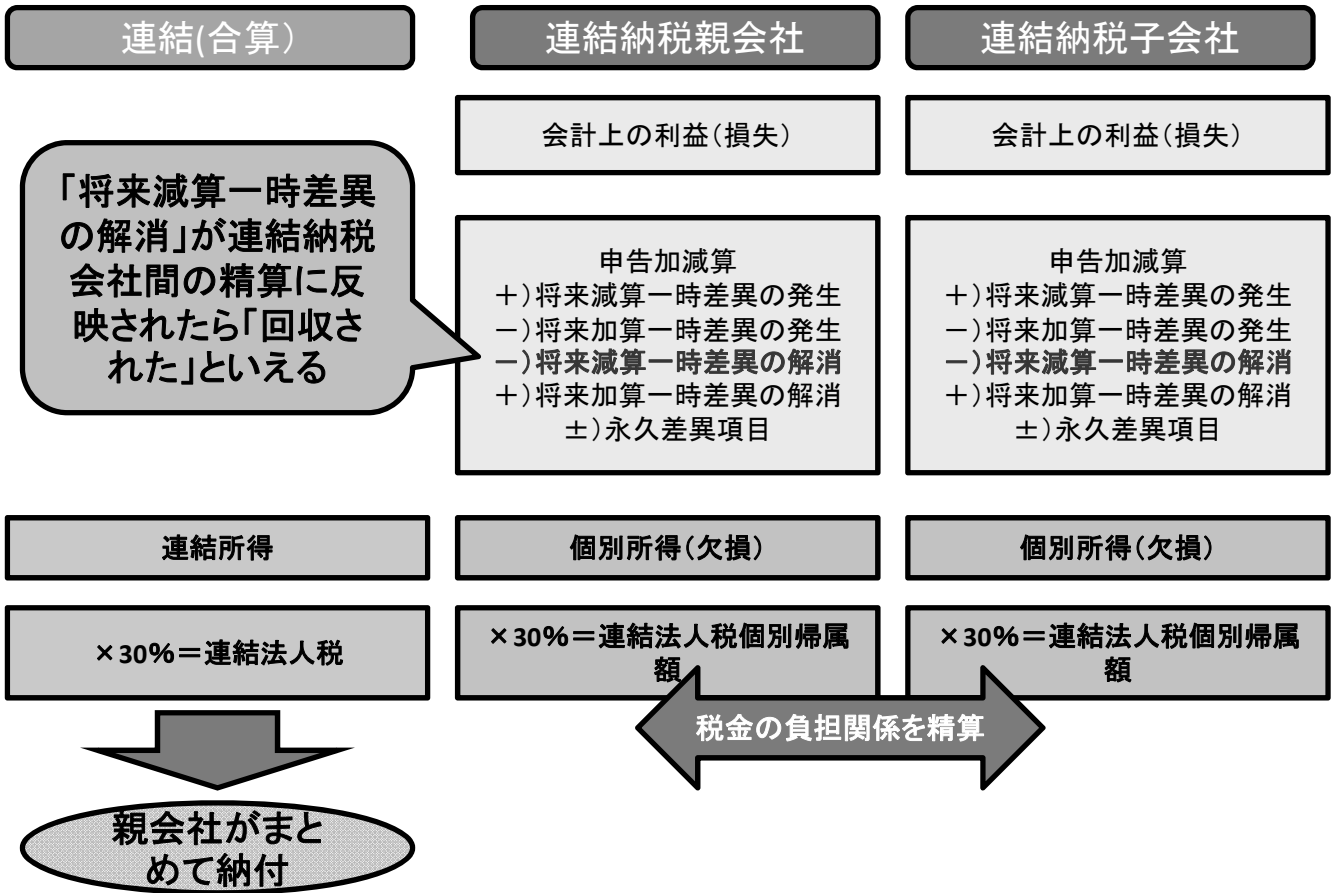 連結(合算）
連結納税親会社
連結納税子会社
会計上の利益（損失）
会計上の利益（損失）
「将来減算一時差異
の解消」が連結納税
会社間の精算に反
映されたら「回収さ
れた」といえる
申告加減算
＋）将来減算一時差異の発生
－）将来加算一時差異の発生
－）将来減算一時差異の解消
＋）将来加算一時差異の解消
±）永久差異項目
申告加減算
＋）将来減算一時差異の発生
－）将来加算一時差異の発生
－）将来減算一時差異の解消
＋）将来加算一時差異の解消
±）永久差異項目
連結所得
個別所得（欠損）
個別所得（欠損）
×30%＝連結法人税
×30%＝連結法人税個別帰属
額
×30%＝連結法人税個別帰属
額
税金の負担関係を精算
親会社がまと
めて納付